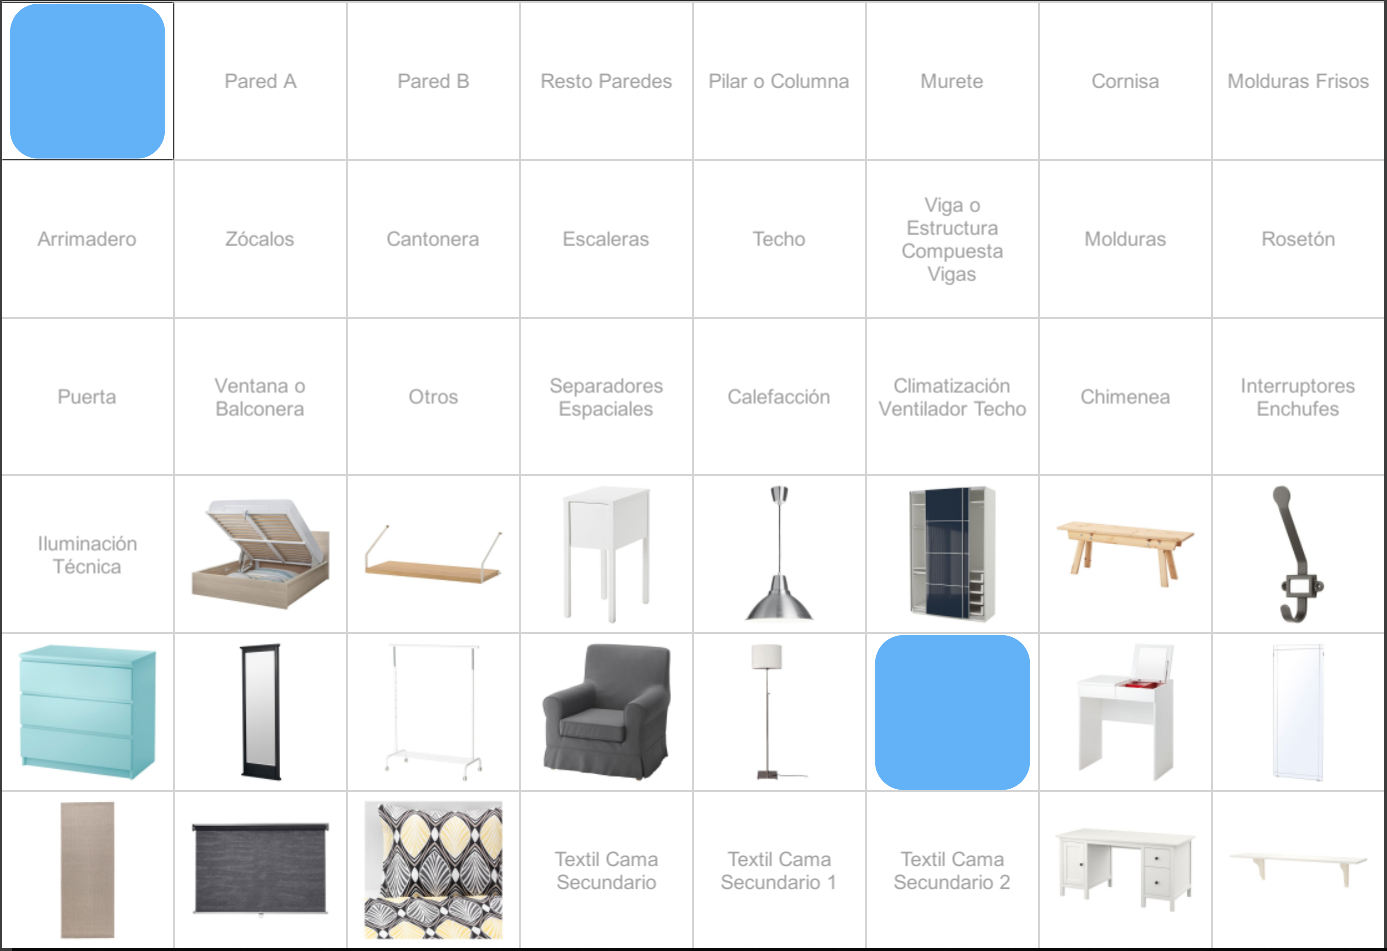 Pared A
Pared B
Resto Paredes
Pilar o Columna
Murete
Cornisa
Molduras Frisos
Arrimadero
Zócalos
Cantonera
Escaleras
Techo
Viga o
Estructura
Compuesta
Vigas
Molduras
Rosetón
Puerta
Ventana o
Balconera
Otros
Separadores
Espaciales
Calefacción
Climatización
Ventilador Techo
Chimenea
Interruptores
Enchufes
Iluminación
Técnica
Textil Cama
Secundario
Textil Cama
Secundario 1
Textil Cama
Secundario 2